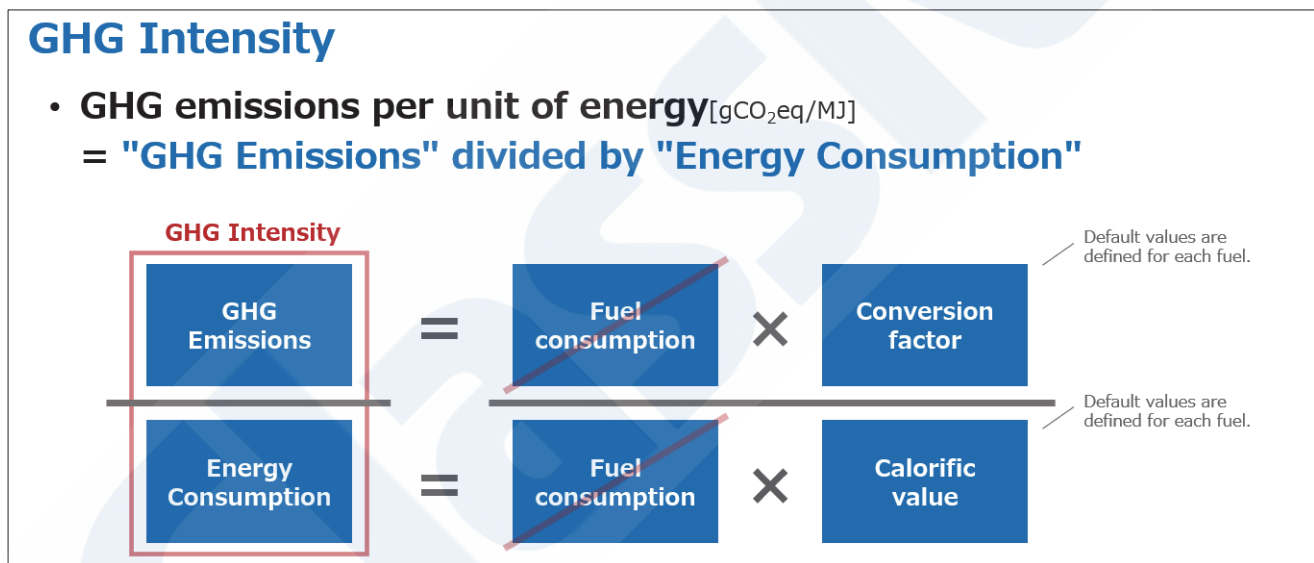 GHG Intensity
• GHG emissions per unit of energy[gCO₂eq/MJ]
= "GHG Emissions" divided by "Energy Consumption"
GHG Intensity
Default values are
defined for each fuel.
GHG
Emissions
=
Fuel
consumption
×
Conversion
factor
Default values are
defined for each fuel.
Energy
Consumption
=
Fuel
consumption
×
Calorific
value